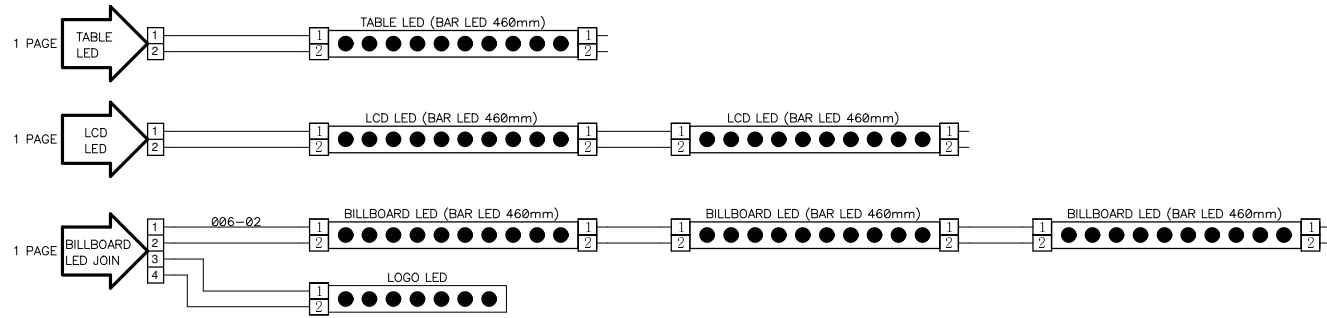 TABLE LED (BAR LED 460mm)
1 PAGE
TABLE
LED
1
2
1
2
1
2
LCD LED (BAR LED 460mm)
LCD LED (BAR LED 460mm)
1 PAGE
LCD
LED
1
2
1
2
1
2
1
2
1
2
BILLBOARD LED (BAR LED 460mm)
BILLBOARD LED (BAR LED 460mm)
BILLBOARD LED (BAR LED 460mm)
006-02
1 PAGE
BILLBOARD
LED JOIN
1
2
3
4
1
2
1
2
1
2
1
2
1
2
1
2
LOGO LED
1
2